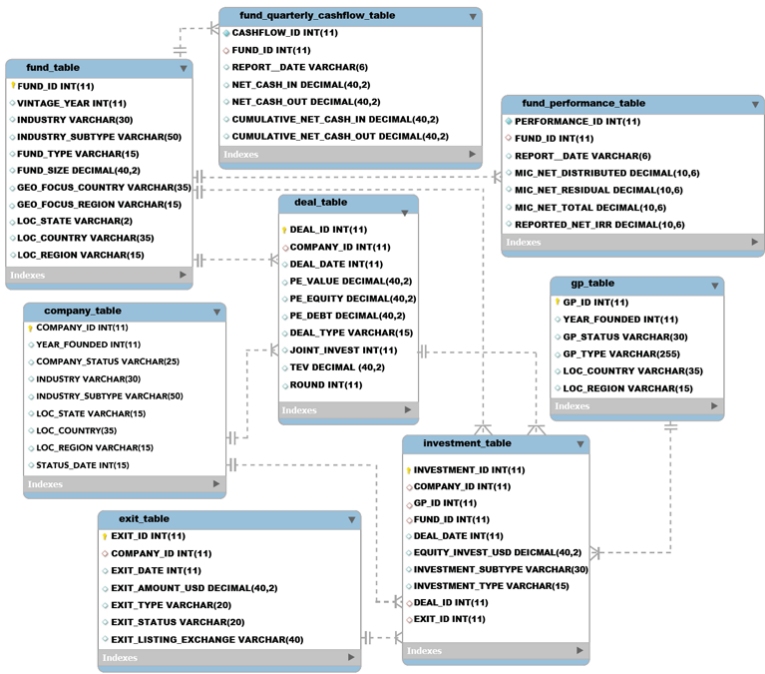 fund_quarterly_cashflow_table
CASHFLOW_ID INT(11)
FUND_ID INT(11)
REPORT__DATE VARCHAR(6)
NET_CASH_IN DECIMAL(40,2)
NET_CASH_OUT DECIMAL(40,2)
CUMULATIVE_NET_CASH_IN DECIMAL(40,2)
CUMULATIVE_NET_CASH_OUT DECIMAL(40,2)
Indexes
fund_table
FUND_ID INT(11)
VINTAGE_YEAR INT(11)
INDUSTRY VARCHAR(30)
INDUSTRY_SUBTYPE VARCHAR(50)
FUND_TYPE VARCHAR(15)
FUND_SIZE DECIMAL(40,2)
GEO_FOCUS_COUNTRY VARCHAR(35)
GEO_FOCUS_REGION VARCHAR(15)
LOC_STATE VARCHAR(2)
LOC_COUNTRY VARCHAR(35)
LOC_REGION VARCHAR(15)
Indexes
fund_performance_table
PERFORMANCE_ID INT(11)
FUND_ID INT(11)
REPORT__DATE VARCHAR(6)
MIC_NET_DISTRIBUTED DECIMAL(10,6)
MIC_NET_RESIDUAL DECIMAL(10,6)
MIC_NET_TOTAL DECIMAL(10,6)
REPORTED_NET_IRR DECIMAL(10,6)
Indexes
deal_table
DEAL_ID INT(11)
COMPANY_ID INT(11)
DEAL_DATE INT(11)
PE_VALUE DECIMAL(40,2)
PE_EQUITY DECIMAL(40,2)
PE_DEBT DECIMAL(40,2)
DEAL_TYPE VARCHAR(15)
JOINT_INVEST INT(11)
TEV DECIMAL (40,2)
ROUND INT(11)
Indexes
gp_table
GP_ID INT(11)
YEAR_FOUNDED INT(11)
GP_STATUS VARCHAR(30)
GP_TYPE VARCHAR(255)
LOC_COUNTRY VARCHAR(35)
LOC_REGION VARCHAR(15)
Indexes
company_table
COMPANY_ID INT(11)
YEAR_FOUNDED INT(11)
COMPANY_STATUS VARCHAR(25)
INDUSTRY VARCHAR(30)
INDUSTRY_SUBTYPE VARCHAR(50)
LOC_STATE VARCHAR(15)
LOC_COUNTRY(35)
LOC_REGION VARCHAR(15)
STATUS_DATE INT(15)
Indexes
investment_table
INVESTMENT_ID INT(11)
COMPANY_ID INT(11)
GP_ID INT(11)
FUND_ID INT(11)
DEAL_DATE INT(11)
EQUITY_INVEST_USD DEICMAL(40,2)
INVESTMENT_SUBTYPE VARCHAR(30)
INVESTMENT_TYPE VARCHAR(15)
DEAL_ID INT(11)
EXIT_ID INT(11)
Indexes
exit_table
EXIT_ID INT(11)
COMPANY_ID INT(11)
EXIT_DATE INT(11)
EXIT_AMOUNT_USD DECIMAL(40,2)
EXIT_TYPE VARCHAR(20)
EXIT_STATUS VARCHAR(20)
EXIT_LISTING_EXCHANGE VARCHAR(40)
Indexes